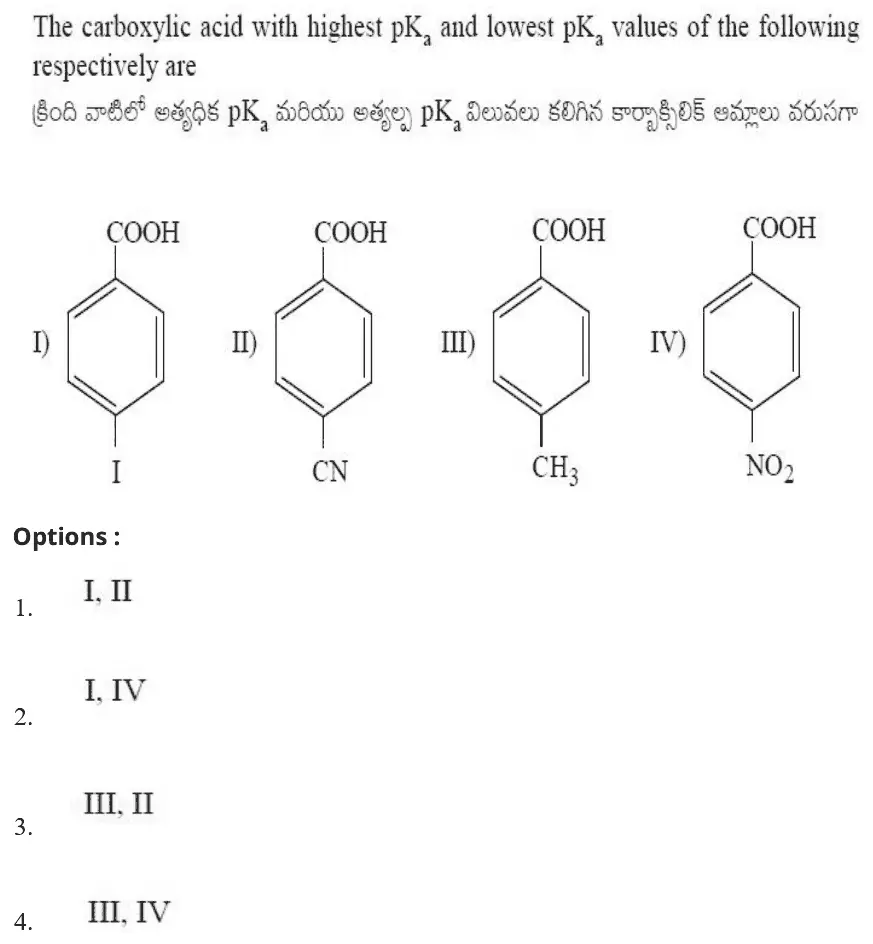 The carboxylic acid with highest pKₐ and lowest pKₐ values of the following
respectively are
క్రింది వాటిలో అత్యధిక pKₐ మరియు అత్యల్ప pKₐ విలువలు కలిగిన కార్బాక్సిలిక్ ఆమ్లాలు వరుసగా
COOH COOH COOH COOH
I) II) III) IV)
I CN CH₃ NO₂
Options :
1. I, II
2. I, IV
3. III, II
4. III, IV